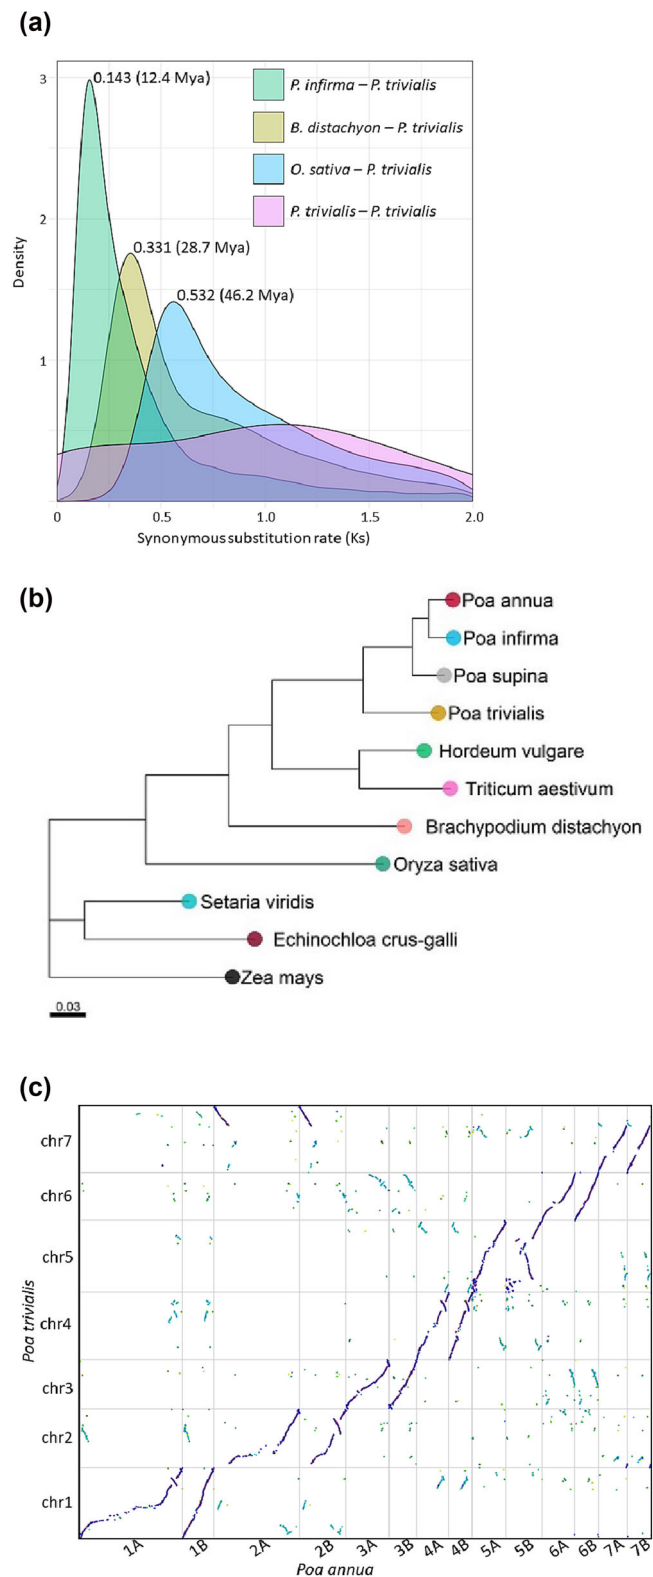 (a)
3
2
1
0
0.143 (12.4 Mya)
0.331 (28.7 Mya)
0.532 (46.2 Mya)
P. infirma – P. trivialis
B. distachyon – P. trivialis
O. sativa – P. trivialis
P. trivialis – P. trivialis
Density
0 0.5 1.0 1.5 2.0
Synonymous substitution rate (Ks)
(b)
Poa annua
Poa infirma
Poa supina
Poa trivialis
Hordeum vulgare
Triticum aestivum
Brachypodium distachyon
Oryza sativa
Setaria viridis
Echinochloa crus-galli
Zea mays
0.03
(c)
chr7
chr6
chr5
chr4
chr3
chr2
chr1
Poa trivialis
1A 1B 2A 2B 3A 3B 4A 4B 5A 5B 6A 6B 7A 7B
Poa annua